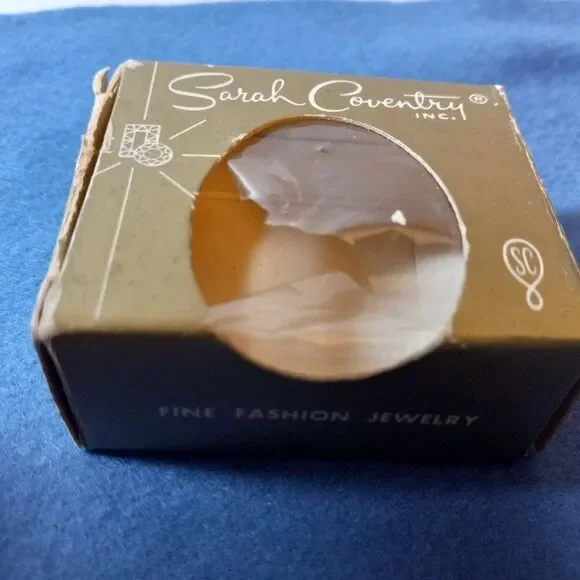 Sarah Coventry®
INC.
SC
FINE FASHION JEWELRY